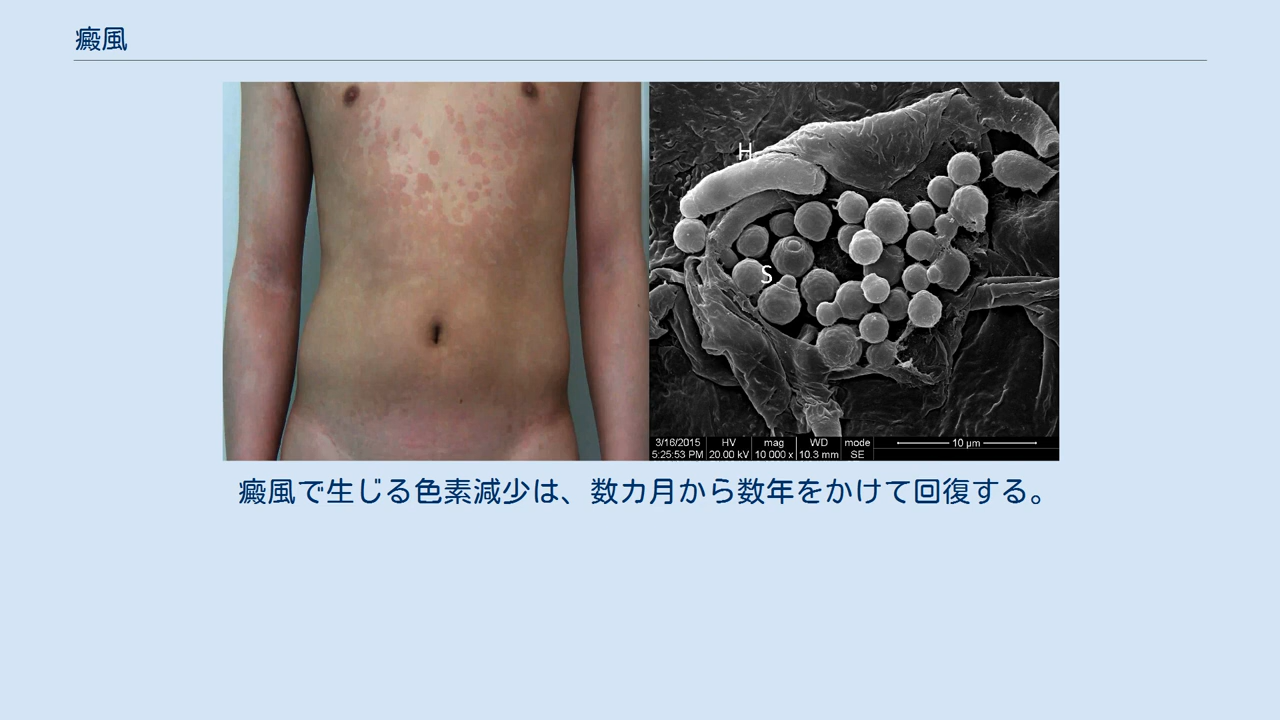 癜風
H
S
3/16/2015 HV mag WD mode 10 µm
5:25:53 PM 20.00 kV 10 000 x 10.3 mm SE
癜風で生じる色素減少は、数カ月から数年をかけて回復する。